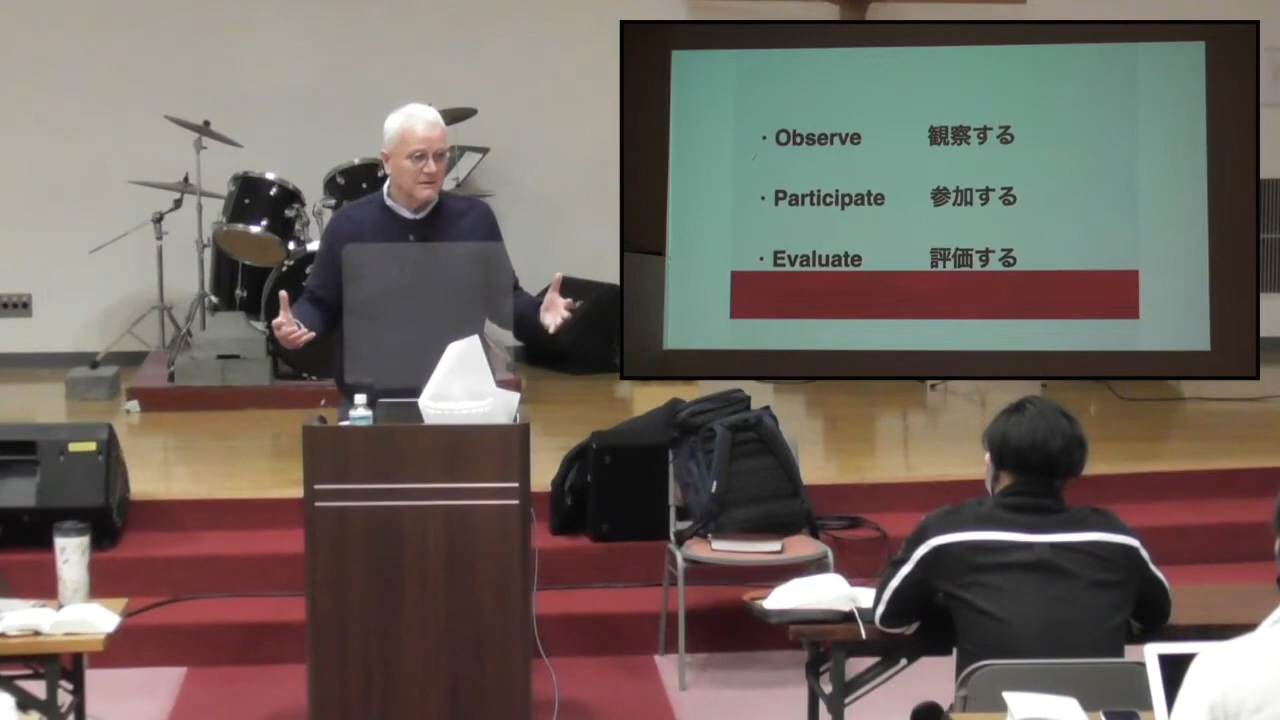 · Observe 観察する
· Participate 参加する
· Evaluate 評価する